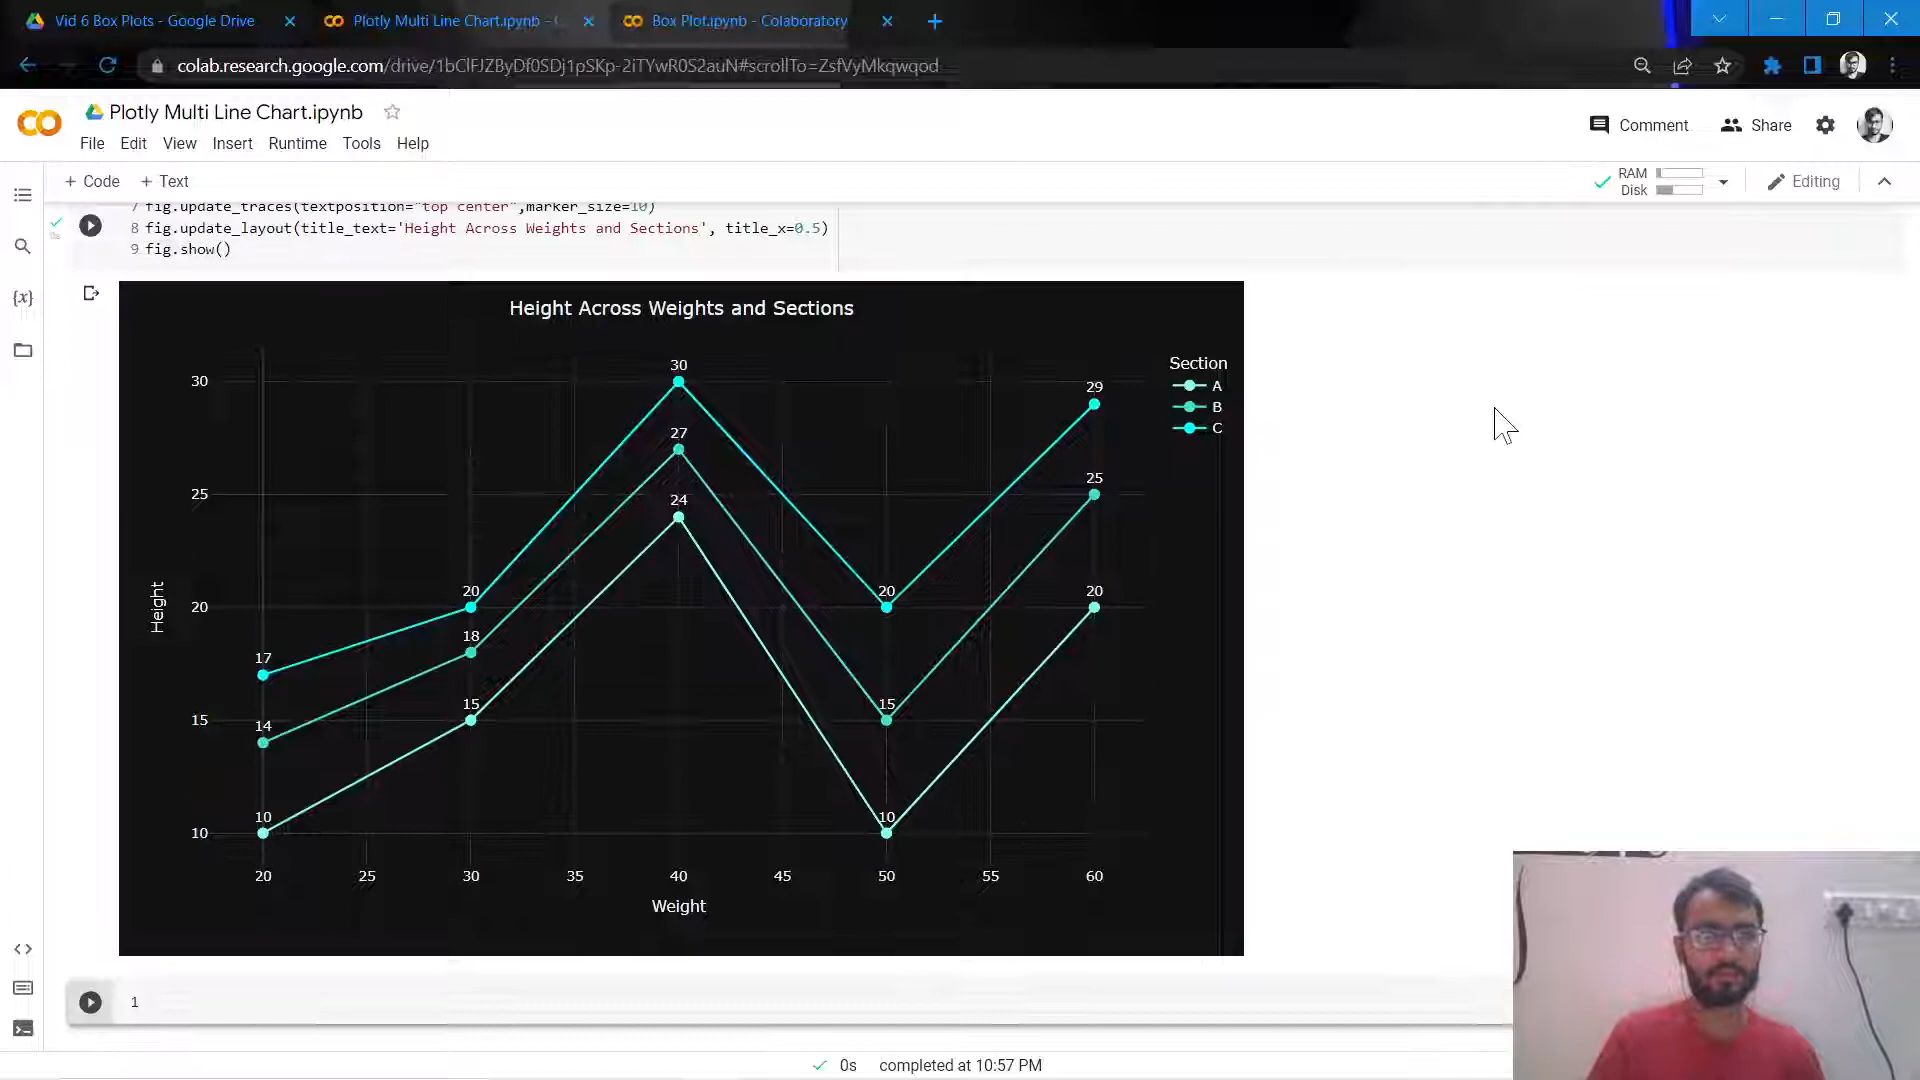 Vid 6 Box Plots - Google Drive
Plotly Multi Line Chart.ipynb -
Box Plot.ipynb - Colaboratory
colab.research.google.com/drive/1bClFJZByDf0SDj1pSKp-2iTYwR0S2auN#scrollTo=ZsfVyMkqwqod
Plotly Multi Line Chart.ipynb
File Edit View Insert Runtime Tools Help
Comment
Share
+ Code + Text
RAM
Disk
Editing
7 fig.update_traces(textposition="top center",marker_size=10)
8 fig.update_layout(title_text='Height Across Weights and Sections', title_x=0.5)
9 fig.show()
0s
{x}
Height Across Weights and Sections
Section
A
B
C
30
25
20
15
10
Height
17
14
10
20
18
15
30
27
24
20
15
10
29
25
20
20 25 30 35 40 45 50 55 60
Weight
1
0s completed at 10:57 PM